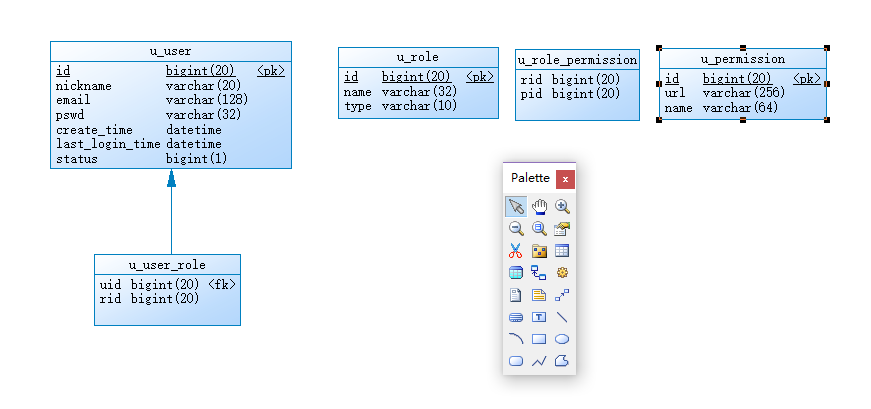 u_user
id bigint(20) <pk>
nickname varchar(20)
email varchar(128)
pswd varchar(32)
create_time datetime
last_login_time datetime
status bigint(1)
u_role
id bigint(20) <pk>
name varchar(32)
type varchar(10)
u_role_permission
rid bigint(20)
pid bigint(20)
u_permission
id bigint(20) <pk>
url varchar(256)
name varchar(64)
u_user_role
uid bigint(20) <fk>
rid bigint(20)
Palette x
T